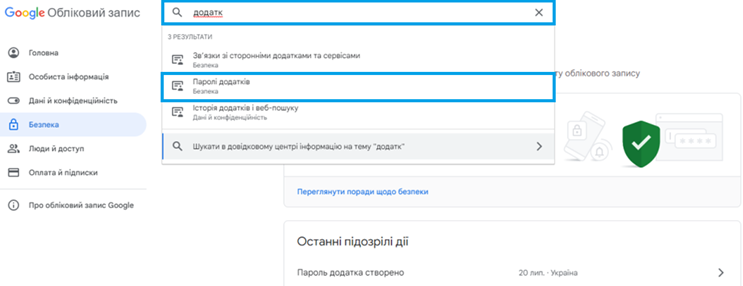 Google Обліковий запис
додатк
3 РЕЗУЛЬТАТИ
Зв'язки зі сторонніми додатками та сервісами
Безпека
Паролі додатків
Безпека
Історія додатків і веб-пошуку
Дані й конфіденційність
Шукати в довідковому центрі інформацію на тему "додатк"
Головна
Особиста інформація
Дані й конфіденційність
Безпека
Люди й доступ
Оплата й підписки
Про обліковий запис Google
ту облікового запису
Переглянути поради щодо безпеки
Останні підозрілі дії
Пароль додатка створено
20 лип. · Україна